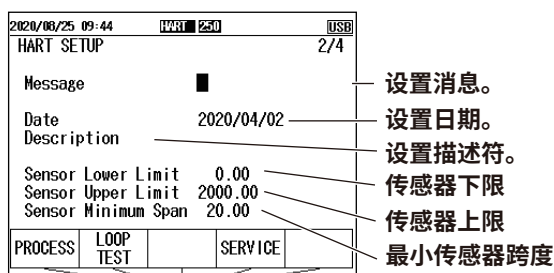 2020/08/25 09:44 HART 250 USB
HART SETUP 2/4
Message 设置消息。
Date 2020/04/02 设置日期。
Description 设置描述符。
Sensor Lower Limit 0.00 传感器下限
Sensor Upper Limit 2000.00 传感器上限
Sensor Minimum Span 20.00 最小传感器跨度
PROCESS LOOP TEST SERVICE